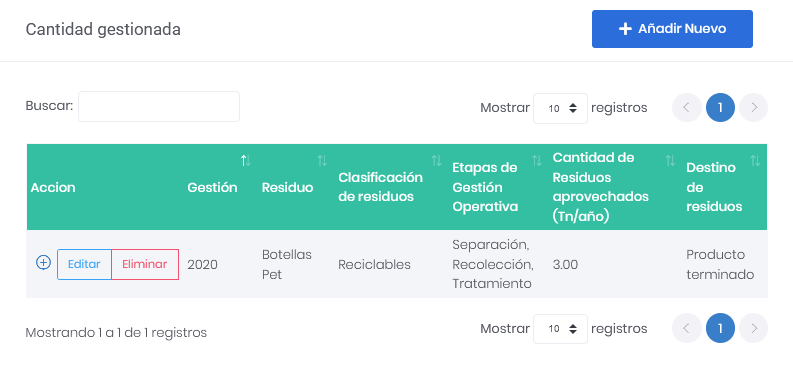 Cantidad gestionada
Añadir Nuevo
Buscar:
Mostrar 10 registros
1
Accion
Gestión
Residuo
Clasificación
de residuos
Etapas de
Gestión
Operativa
Cantidad de
Residuos
aprovechados
(Tn/año)
Destino
de
residuos
Editar
Eliminar
2020
Botellas
Pet
Reciclables
Separación,
Recolección,
Tratamiento
3.00
Producto
terminado
Mostrando 1 a 1 de 1 registros
Mostrar 10 registros
1